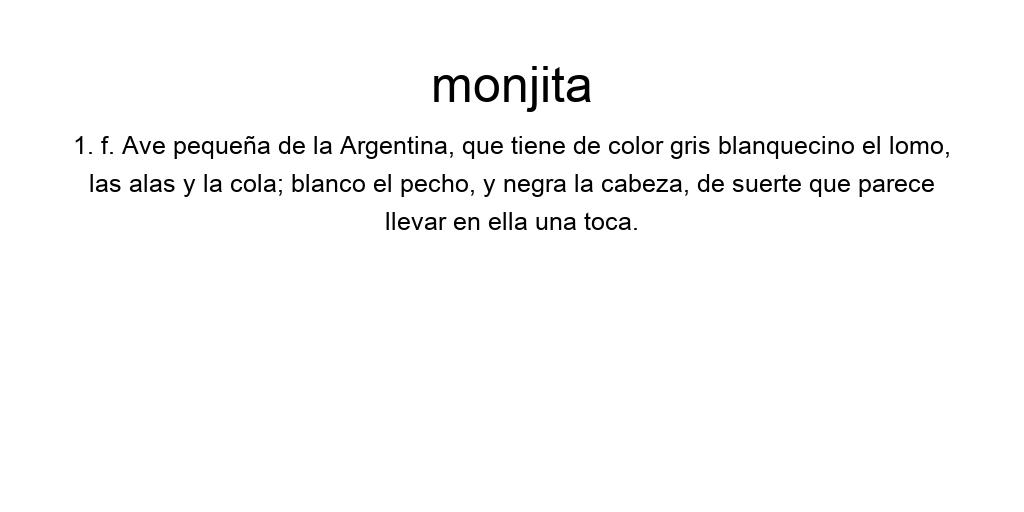 monjita
1. f. Ave pequeña de la Argentina, que tiene de color gris blanquecino el lomo,
las alas y la cola; blanco el pecho, y negra la cabeza, de suerte que parece
llevar en ella una toca.